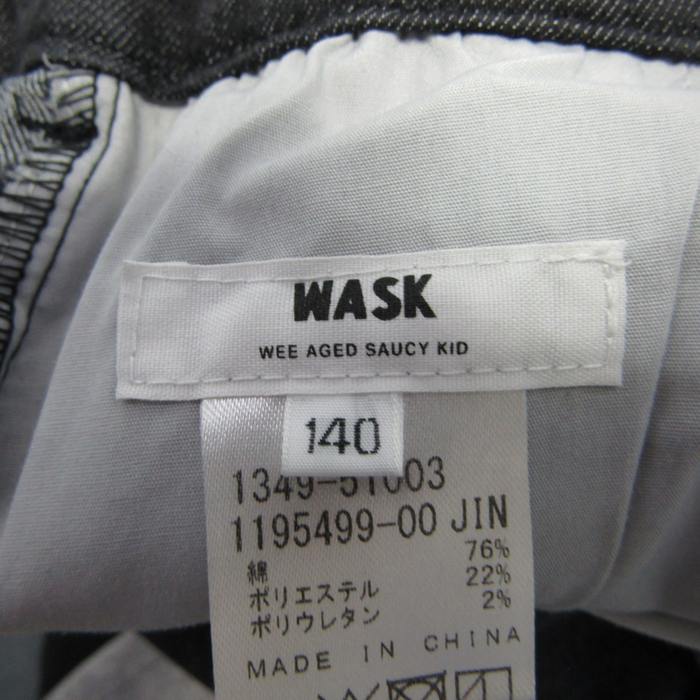 WASK
WEE AGED SAUCY KID
140
1349-51003
1195499-00 JIN
綿 76%
ポリエステル 22%
ポリウレタン 2%
MADE IN CHINA